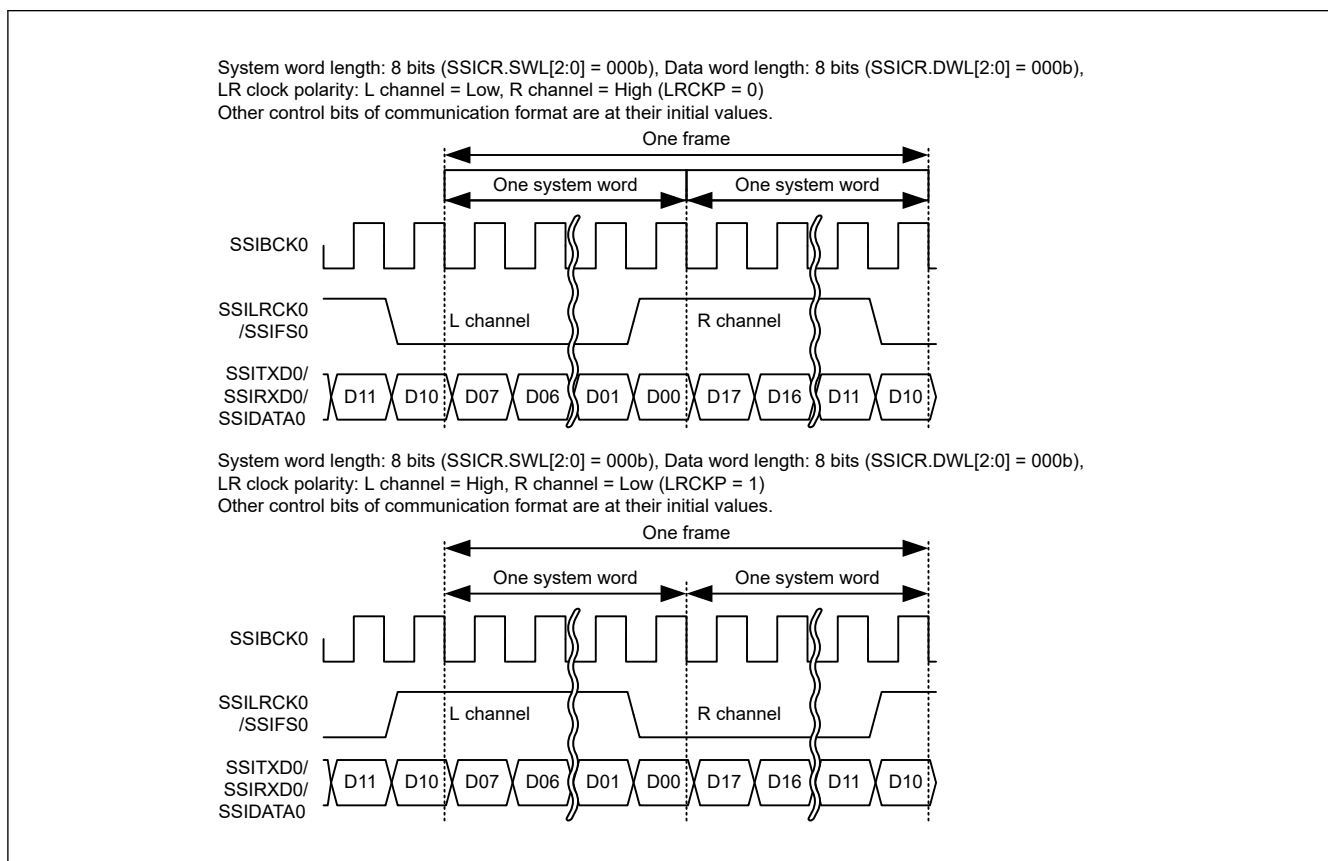 System word length: 8 bits (SSICR.SWL[2:0] = 000b), Data word length: 8 bits (SSICR.DWL[2:0] = 000b),
LR clock polarity: L channel = Low, R channel = High (LRCKP = 0)
Other control bits of communication format are at their initial values.
One frame
One system word One system word
SSIBCK0
SSILRCK0
/SSIFS0
L channel R channel
SSITXD0/
SSIRXD0/
SSIDATA0
D11 D10 D07 D06 D01 D00 D17 D16 D11 D10
System word length: 8 bits (SSICR.SWL[2:0] = 000b), Data word length: 8 bits (SSICR.DWL[2:0] = 000b),
LR clock polarity: L channel = High, R channel = Low (LRCKP = 1)
Other control bits of communication format are at their initial values.
One frame
One system word One system word
SSIBCK0
SSILRCK0
/SSIFS0
L channel R channel
SSITXD0/
SSIRXD0/
SSIDATA0
D11 D10 D07 D06 D01 D00 D17 D16 D11 D10